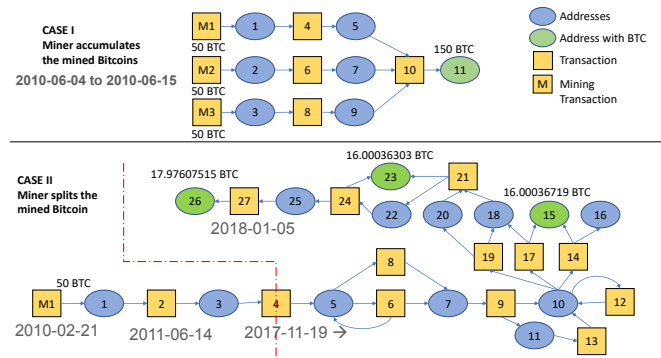 CASE I
Miner accumulates
the mined Bitcoins
2010-06-04 to 2010-06-15
M1
50 BTC
1
4
5
M2
50 BTC
2
6
7
M3
50 BTC
3
8
9
10
150 BTC
11
Addresses
Address with BTC
Transaction
M
Mining
Transaction
CASE II
Miner splits the
mined Bitcoin
17.97607515 BTC
26
27
25
24
16.00036303 BTC
23
22
21
2018-01-05
20
18
16.00036719 BTC
15
16
19
17
14
50 BTC
M1
1
2
3
4
5
8
6
7
9
10
12
11
13
2010-02-21
2011-06-14
2017-11-19 →